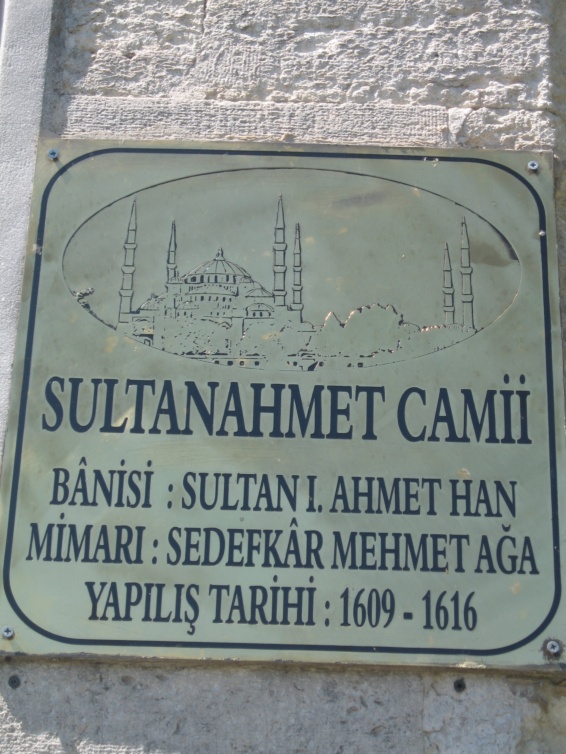 SULTANAHMET CAMİİ
BÂNİSİ : SULTAN I. AHMET HAN
MİMARI : SEDEFKÂR MEHMET AĞA
YAPILIŞ TARİHİ : 1609 - 1616